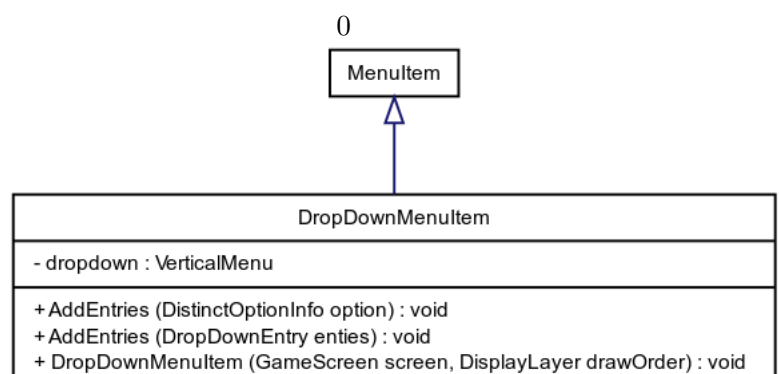 0
MenuItem
DropDownMenuItem
- dropdown : VerticalMenu
+ AddEntries (DistinctOptionInfo option) : void
+ AddEntries (DropDownEntry enties) : void
+ DropDownMenuItem (GameScreen screen, DisplayLayer drawOrder) : void